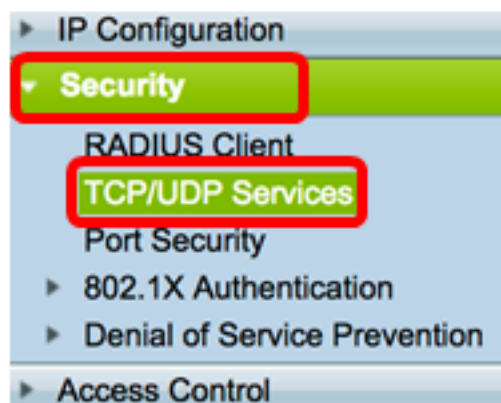 IP Configuration
Security
RADIUS Client
TCP/UDP Services
Port Security
802.1X Authentication
Denial of Service Prevention
Access Control